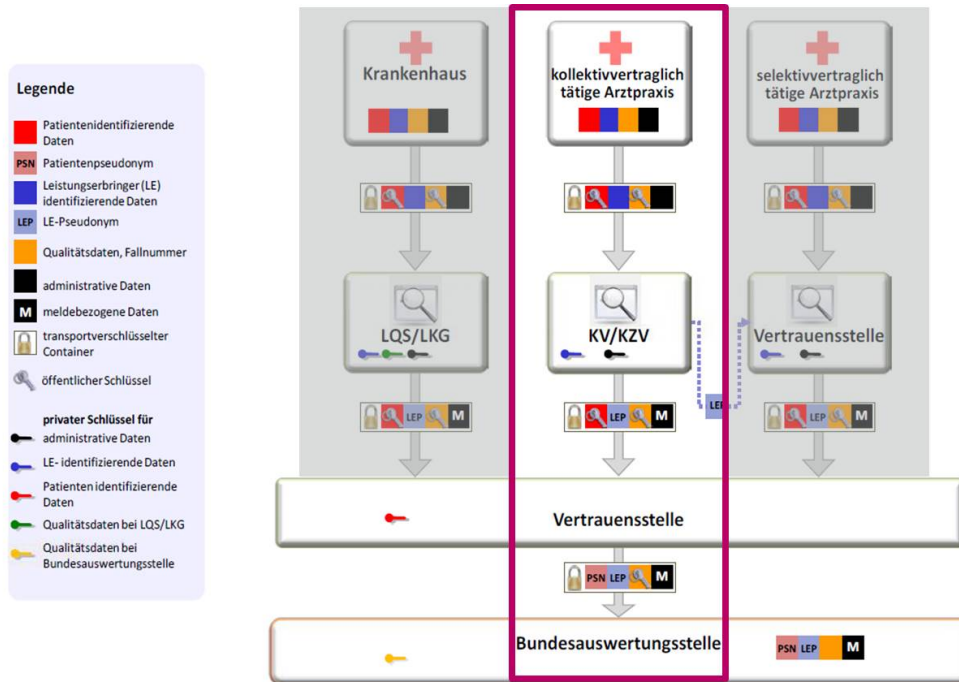 Legende
Patientenidentifizierende
Daten
PSN
Patientenpseudonym
Leistungserbringer (LE)
identifizierende Daten
LEP
LE-Pseudonym
Qualitätsdaten, Fallnummer
administrative Daten
M
meldebezogene Daten
transportverschlüsselter
Container
öffentlicher Schlüssel
privater Schlüssel für
administrative Daten
LE- identifizierende Daten
Patienten identifizierende
Daten
Qualitätsdaten bei LQS/LKG
Qualitätsdaten bei
Bundesauswertungsstelle
Krankenhaus
kollektivvertraglich
tätige Arztpraxis
selektivvertraglich
tätige Arztpraxis
LQS/LKG
KV/KZV
Vertrauensstelle
LEP
LEP M
LEP M
LEP M
Vertrauensstelle
PSN LEP M
Bundesauswertungsstelle
PSN LEP M